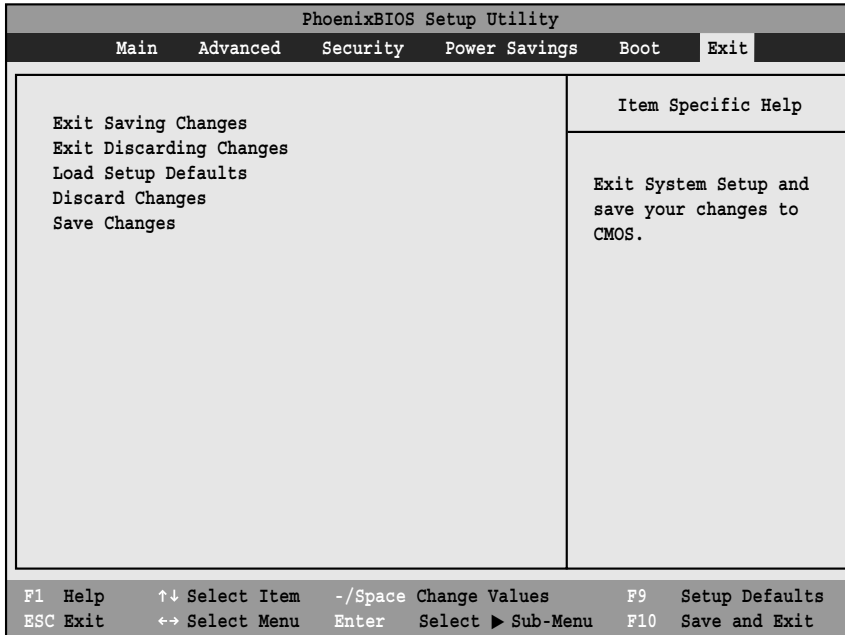 PhoenixBIOS Setup Utility
Main Advanced Security Power Savings Boot Exit
Exit Saving Changes
Exit Discarding Changes
Load Setup Defaults
Discard Changes
Save Changes
Item Specific Help
Exit System Setup and
save your changes to
CMOS.
F1 Help ↑↓ Select Item -/Space Change Values F9 Setup Defaults
ESC Exit ←→ Select Menu Enter Select ▶ Sub-Menu F10 Save and Exit